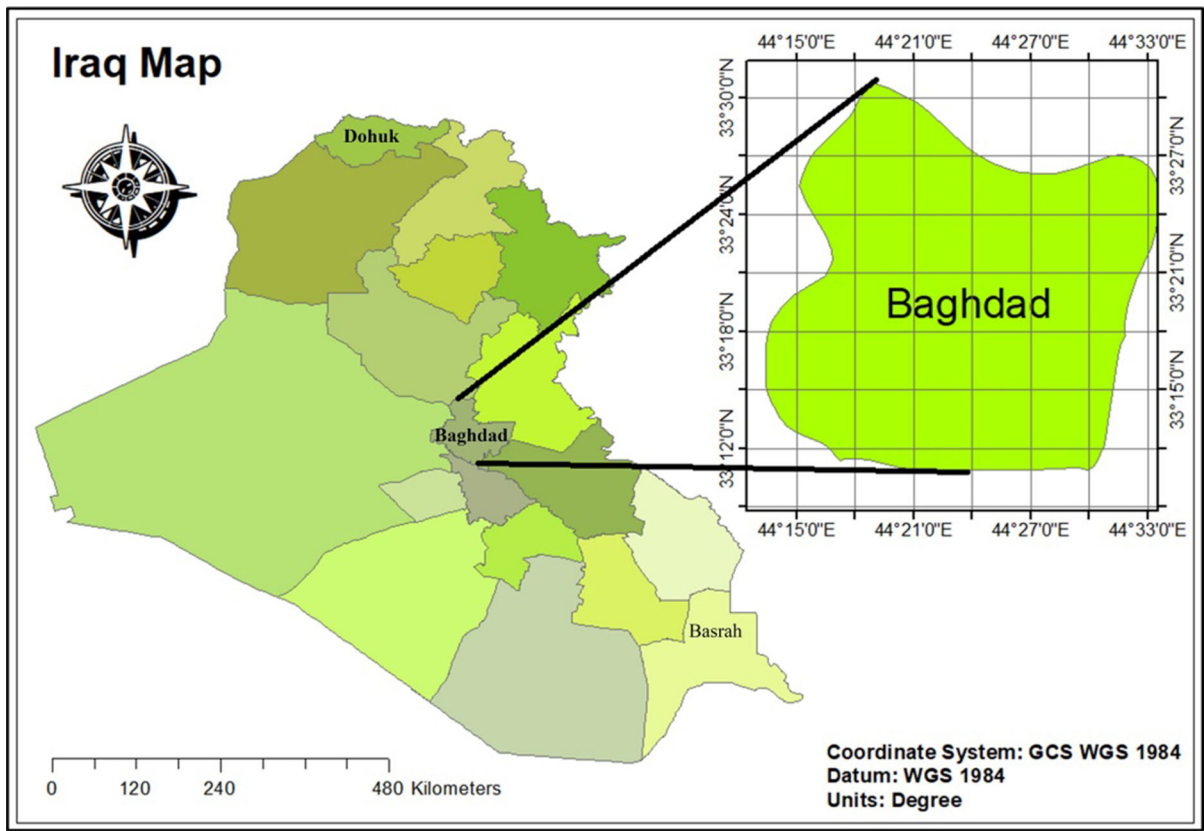 Iraq Map
Dohuk
Baghdad
Basrah
0 120 240 480 Kilometers
44°15'0"E 44°21'0"E 44°27'0"E 44°33'0"E
33°30'0"N
33°24'0"N
33°18'0"N
33°12'0"N
Baghdad
33°27'0"N
33°21'0"N
33°15'0"N
44°15'0"E 44°21'0"E 44°27'0"E 44°33'0"E
Coordinate System: GCS WGS 1984
Datum: WGS 1984
Units: Degree